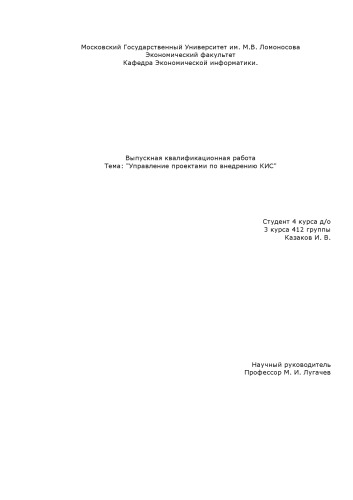 Московский Государственный Университет им. М.В. Ломоносова
Экономический факультет
Кафедра Экономической информатики.
Выпускная квалификационная работа
Тема: "Управление проектами по внедрению КИС"
Студент 4 курса д/о
3 курса 412 группы
Казаков И. В.
Научный руководитель
Профессор М. И. Лугачев